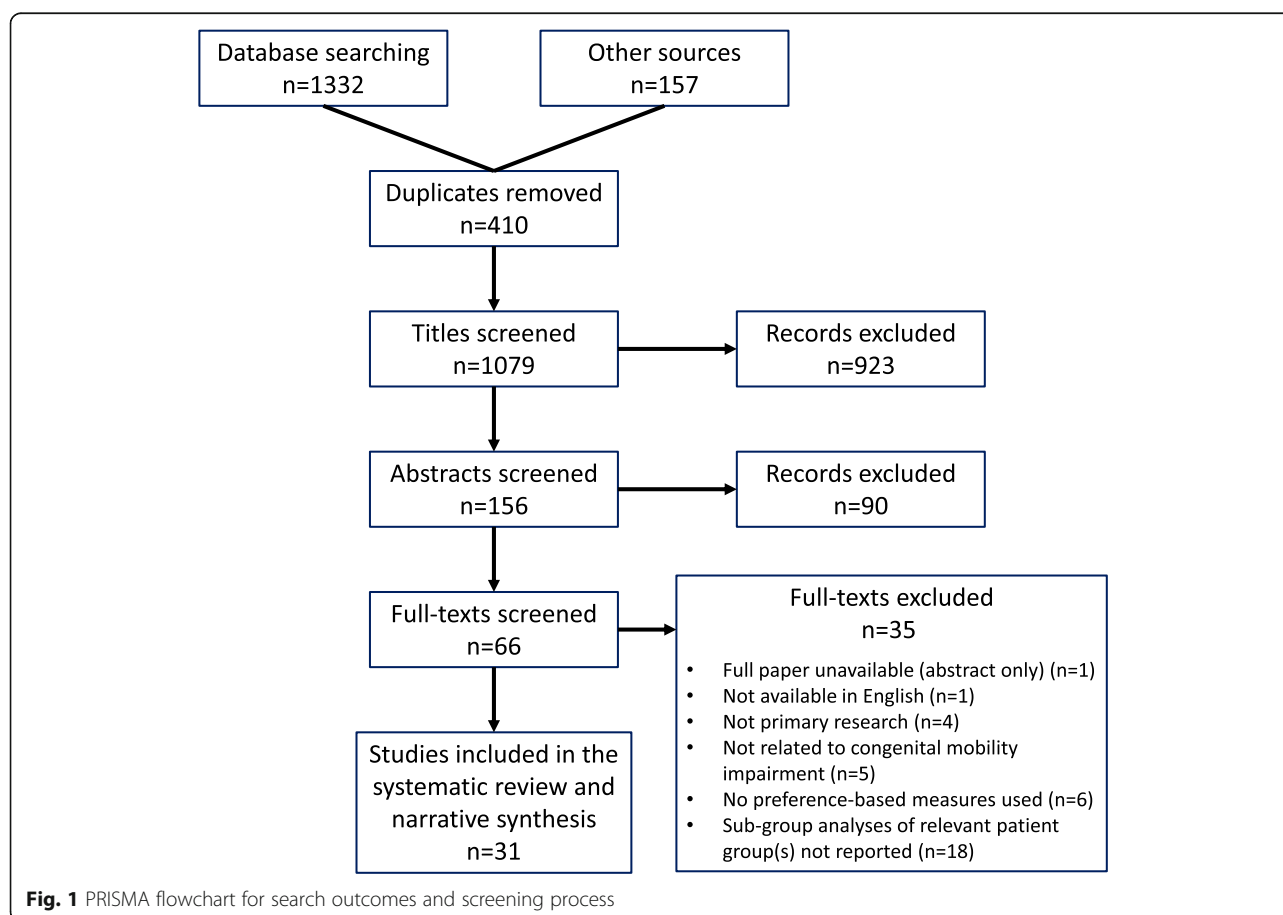 Database searching
n=1332
Other sources
n=157
Duplicates removed
n=410
Titles screened
n=1079
Records excluded
n=923
Abstracts screened
n=156
Records excluded
n=90
Full-texts screened
n=66
Full-texts excluded
n=35
• Full paper unavailable (abstract only) (n=1)
• Not available in English (n=1)
• Not primary research (n=4)
• Not related to congenital mobility
impairment (n=5)
• No preference-based measures used (n=6)
• Sub-group analyses of relevant patient
group(s) not reported (n=18)
Studies included in the
systematic review and
narrative synthesis
n=31
Fig. 1 PRISMA flowchart for search outcomes and screening process